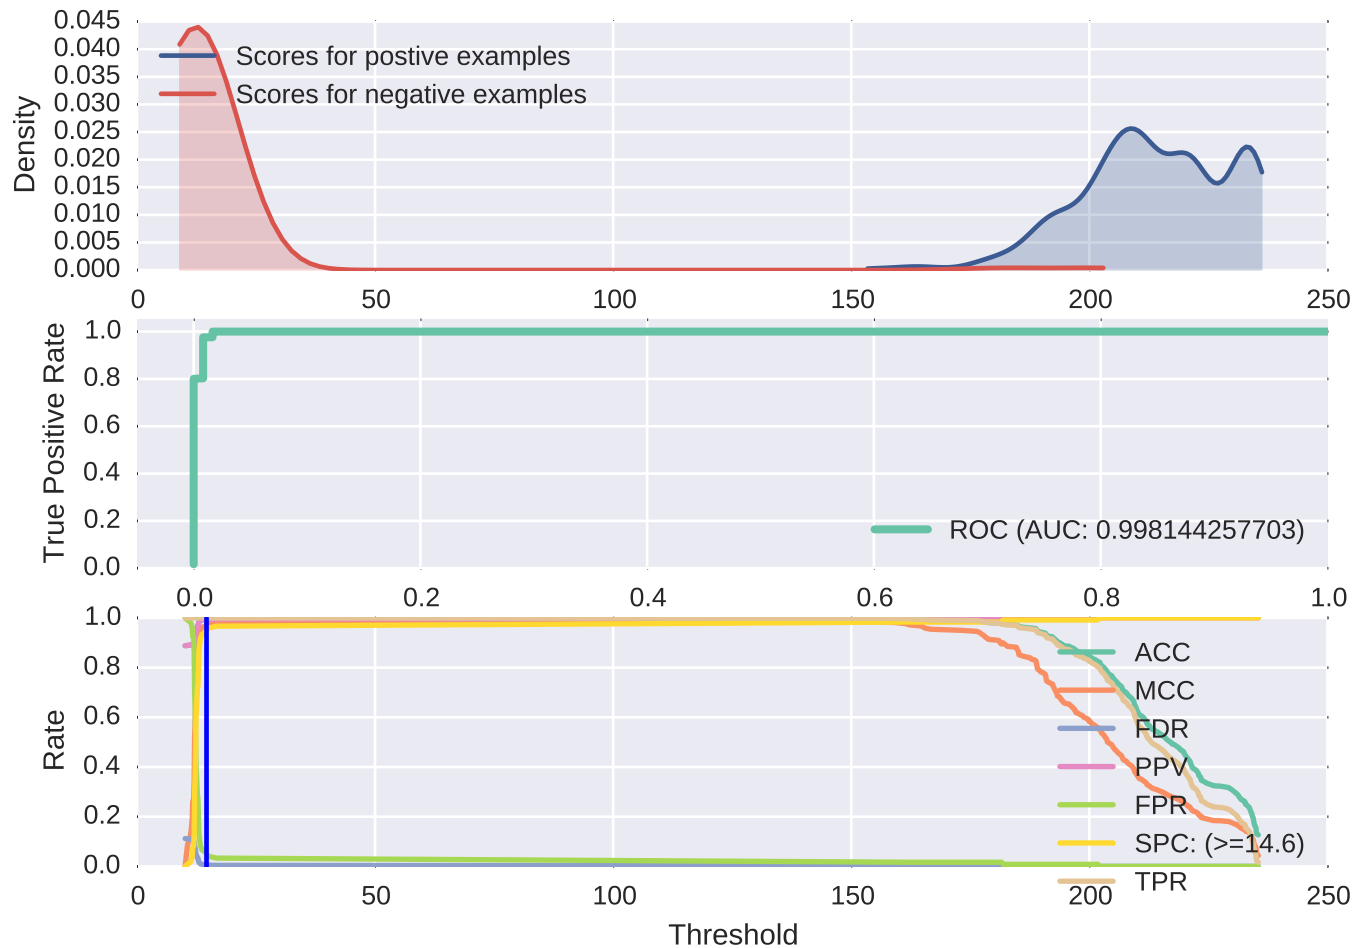 0.045
0.040
0.035
0.030
0.025
0.020
0.015
0.010
0.005
0.000
Density
Scores for postive examples
Scores for negative examples
0 50 100 150 200 250
1.0
0.8
0.6
0.4
0.2
0.0
True Positive Rate
ROC (AUC: 0.998144257703)
0.0 0.2 0.4 0.6 0.8 1.0
1.0
0.8
0.6
0.4
0.2
0.0
Rate
ACC
MCC
FDR
PPV
FPR
SPC: (>=14.6)
TPR
0 50 100 150 200 250
Threshold